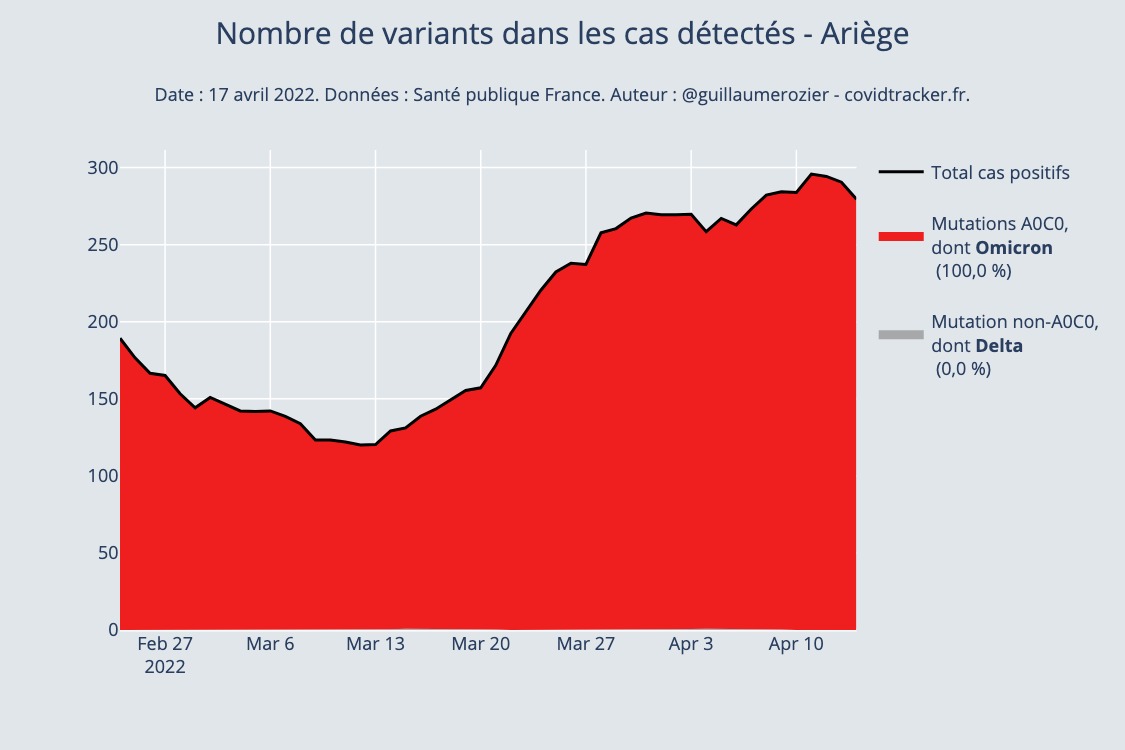 Nombre de variants dans les cas détectés - Ariège
Date : 17 avril 2022. Données : Santé publique France. Auteur : @guillaumerozier - covidtracker.fr.
300
250
200
150
100
50
0
Feb 27
2022
Mar 6
Mar 13
Mar 20
Mar 27
Apr 3
Apr 10
Total cas positifs
Mutations A0C0,
dont Omicron
(100,0 %)
Mutation non-A0C0,
dont Delta
(0,0 %)